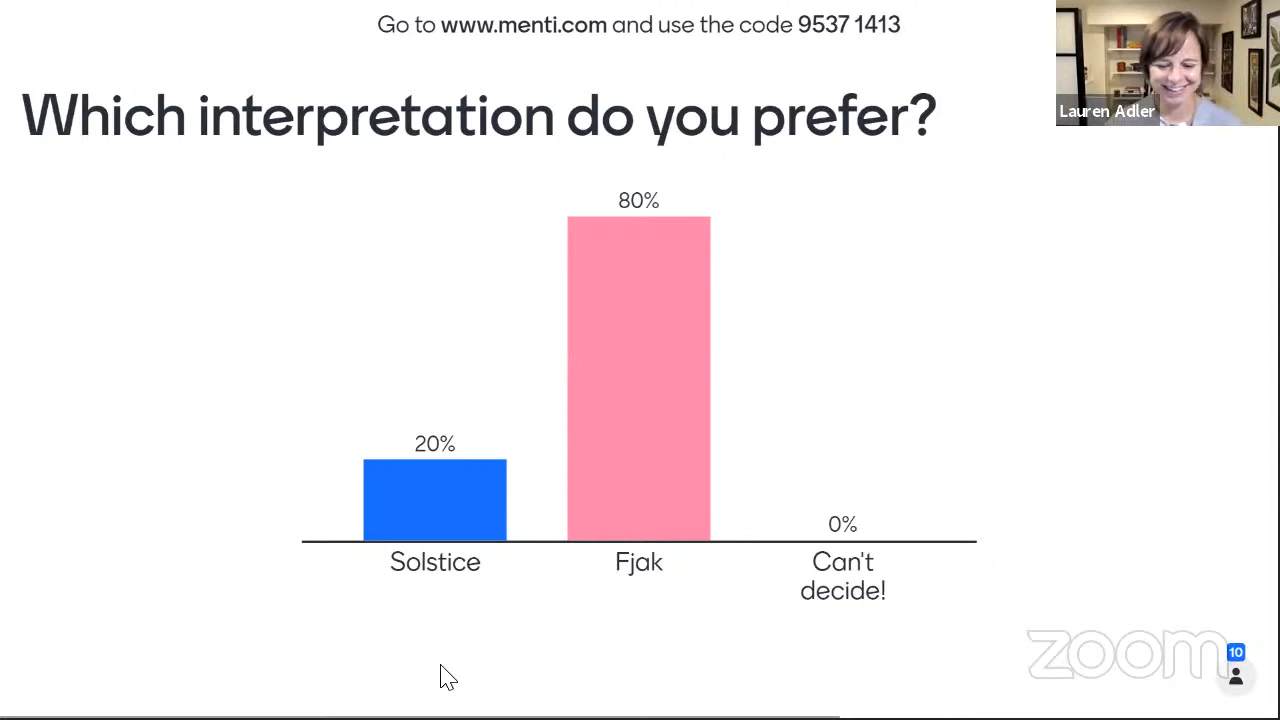 Go to www.menti.com and use the code 9537 1413
Lauren Adler
Which interpretation do you prefer?
80%
20%
0%
Solstice
Fjak
Can't
decide!
zoom
10